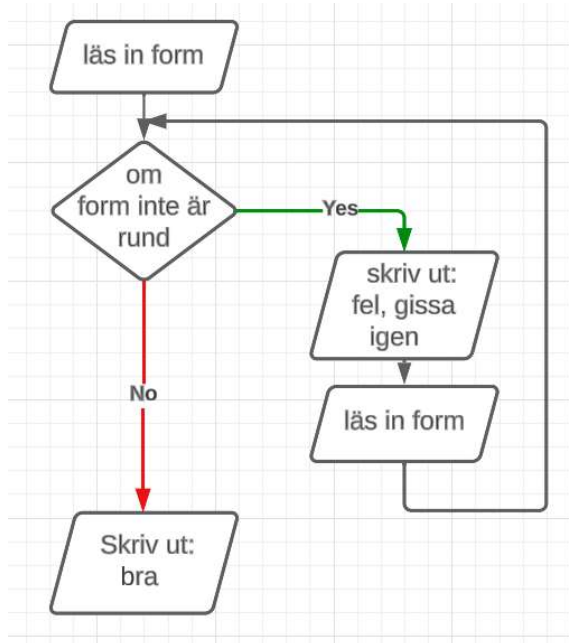 läs in form
om
form inte är
rund
Yes
skriv ut:
fel, gissa
igen
läs in form
No
Skriv ut:
bra